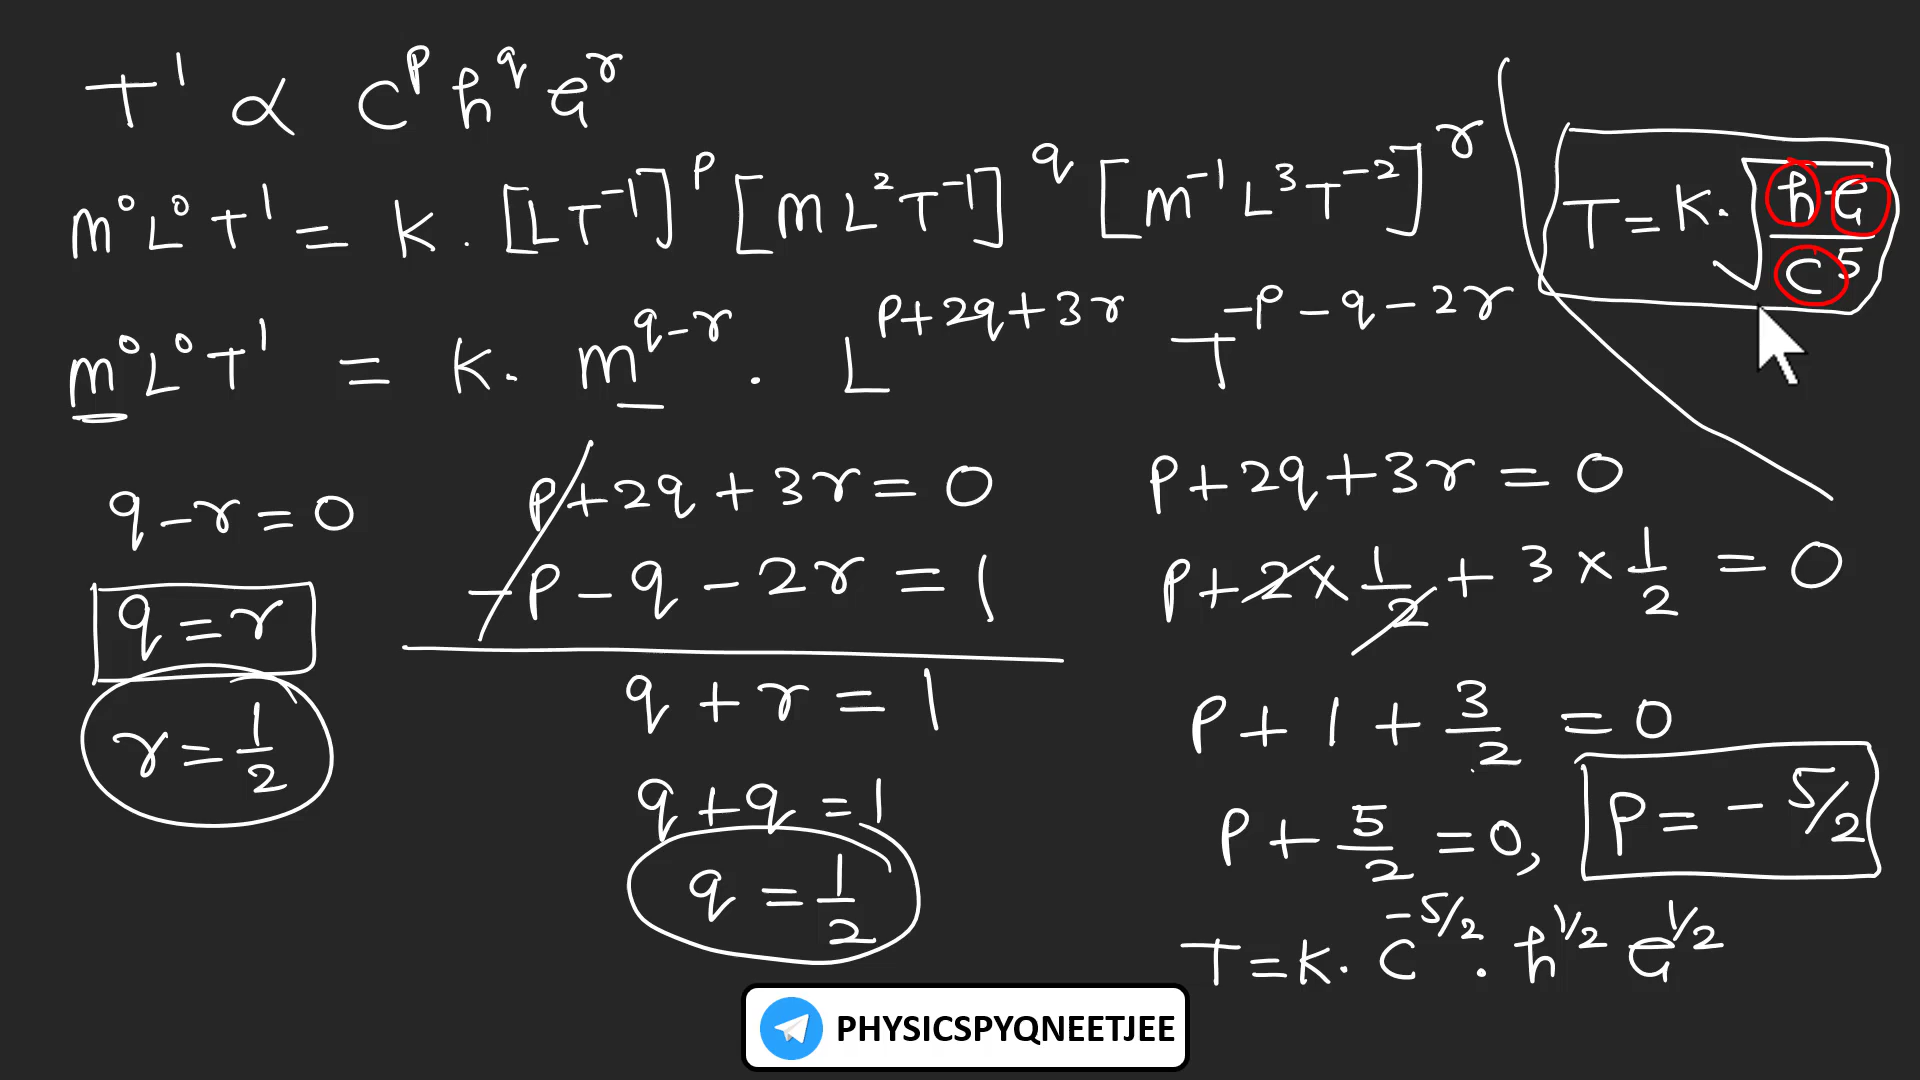 T¹ ∝ C^p ħ^q G^r
M⁰L⁰T¹ = K. [LT⁻¹]^p [ML²T⁻¹]^q [M⁻¹L³T⁻²]^r
T = K. √(ħG/C⁵)
M⁰L⁰T¹ = K. M^(q-r) . L^(p+2q+3r) T^(-p-q-2r)
q-r=0
q=r
r=1/2
p+2q+3r=0
-p-q-2r=1
q+r=1
q+q=1
q=1/2
p+2q+3r=0
p+2×1/2+3×1/2=0
p+1+3/2=0
p+5/2=0, p=-5/2
T=K. C^(-5/2) . ħ^(1/2) G^(1/2)
PHYSICSPYQNEETJEE